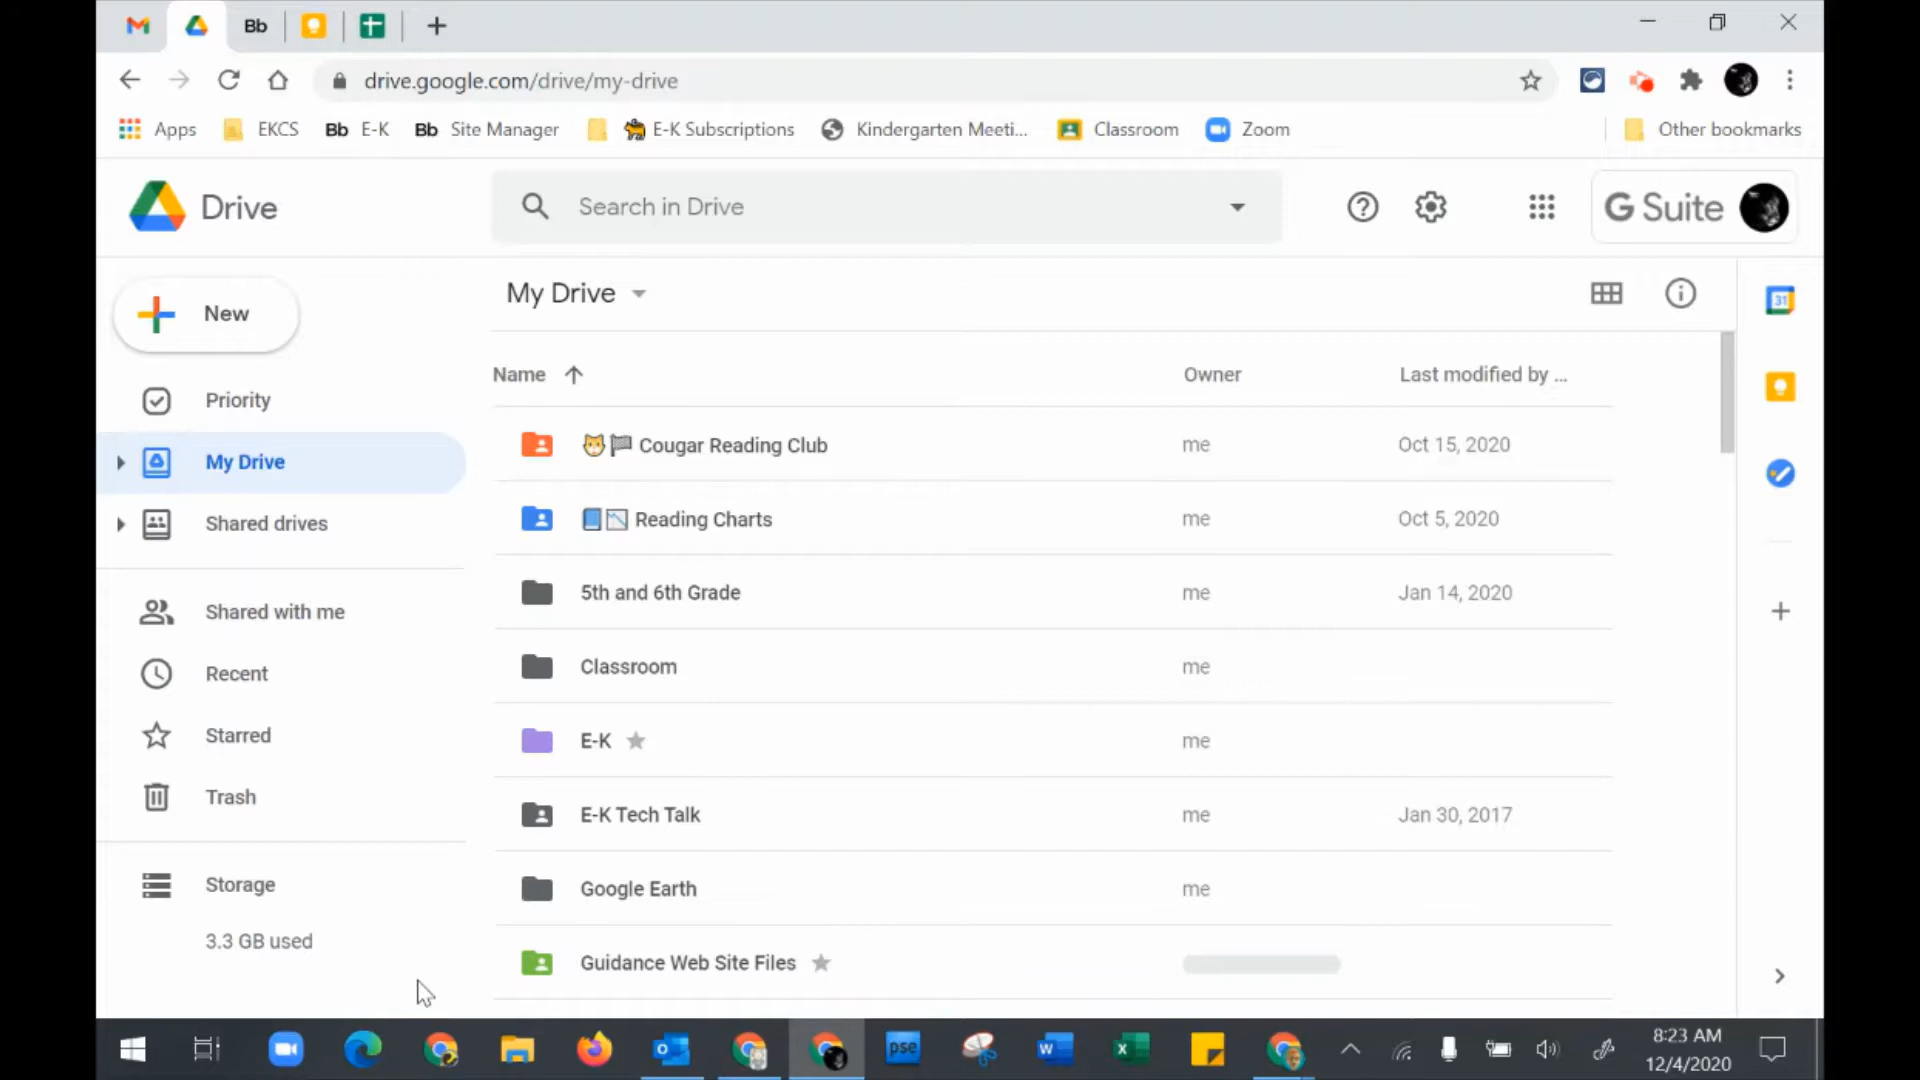 Bb
drive.google.com/drive/my-drive
Apps
EKCS
Bb E-K
Bb Site Manager
E-K Subscriptions
Kindergarten Meeti...
Classroom
Zoom
Other bookmarks
Drive
Search in Drive
G Suite
New
My Drive
31
Name
Owner
Last modified by ...
Priority
My Drive
Shared drives
Shared with me
Recent
Starred
Trash
Storage
3.3 GB used
Cougar Reading Club me Oct 15, 2020
Reading Charts me Oct 5, 2020
5th and 6th Grade me Jan 14, 2020
Classroom me
E-K me
E-K Tech Talk me Jan 30, 2017
Google Earth me
Guidance Web Site Files
pse
8:23 AM
12/4/2020